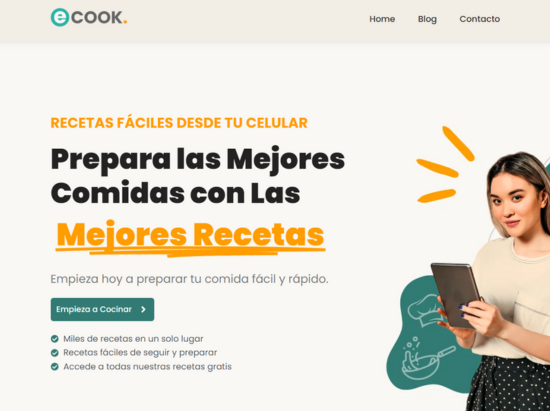 eCOOK.
Home Blog Contacto
RECETAS FÁCILES DESDE TU CELULAR
Prepara las Mejores
Comidas con Las
Mejores Recetas
Empieza hoy a preparar tu comida fácil y rápido.
Empieza a Cocinar
Miles de recetas en un solo lugar
Recetas fáciles de seguir y preparar
Accede a todas nuestras recetas gratis